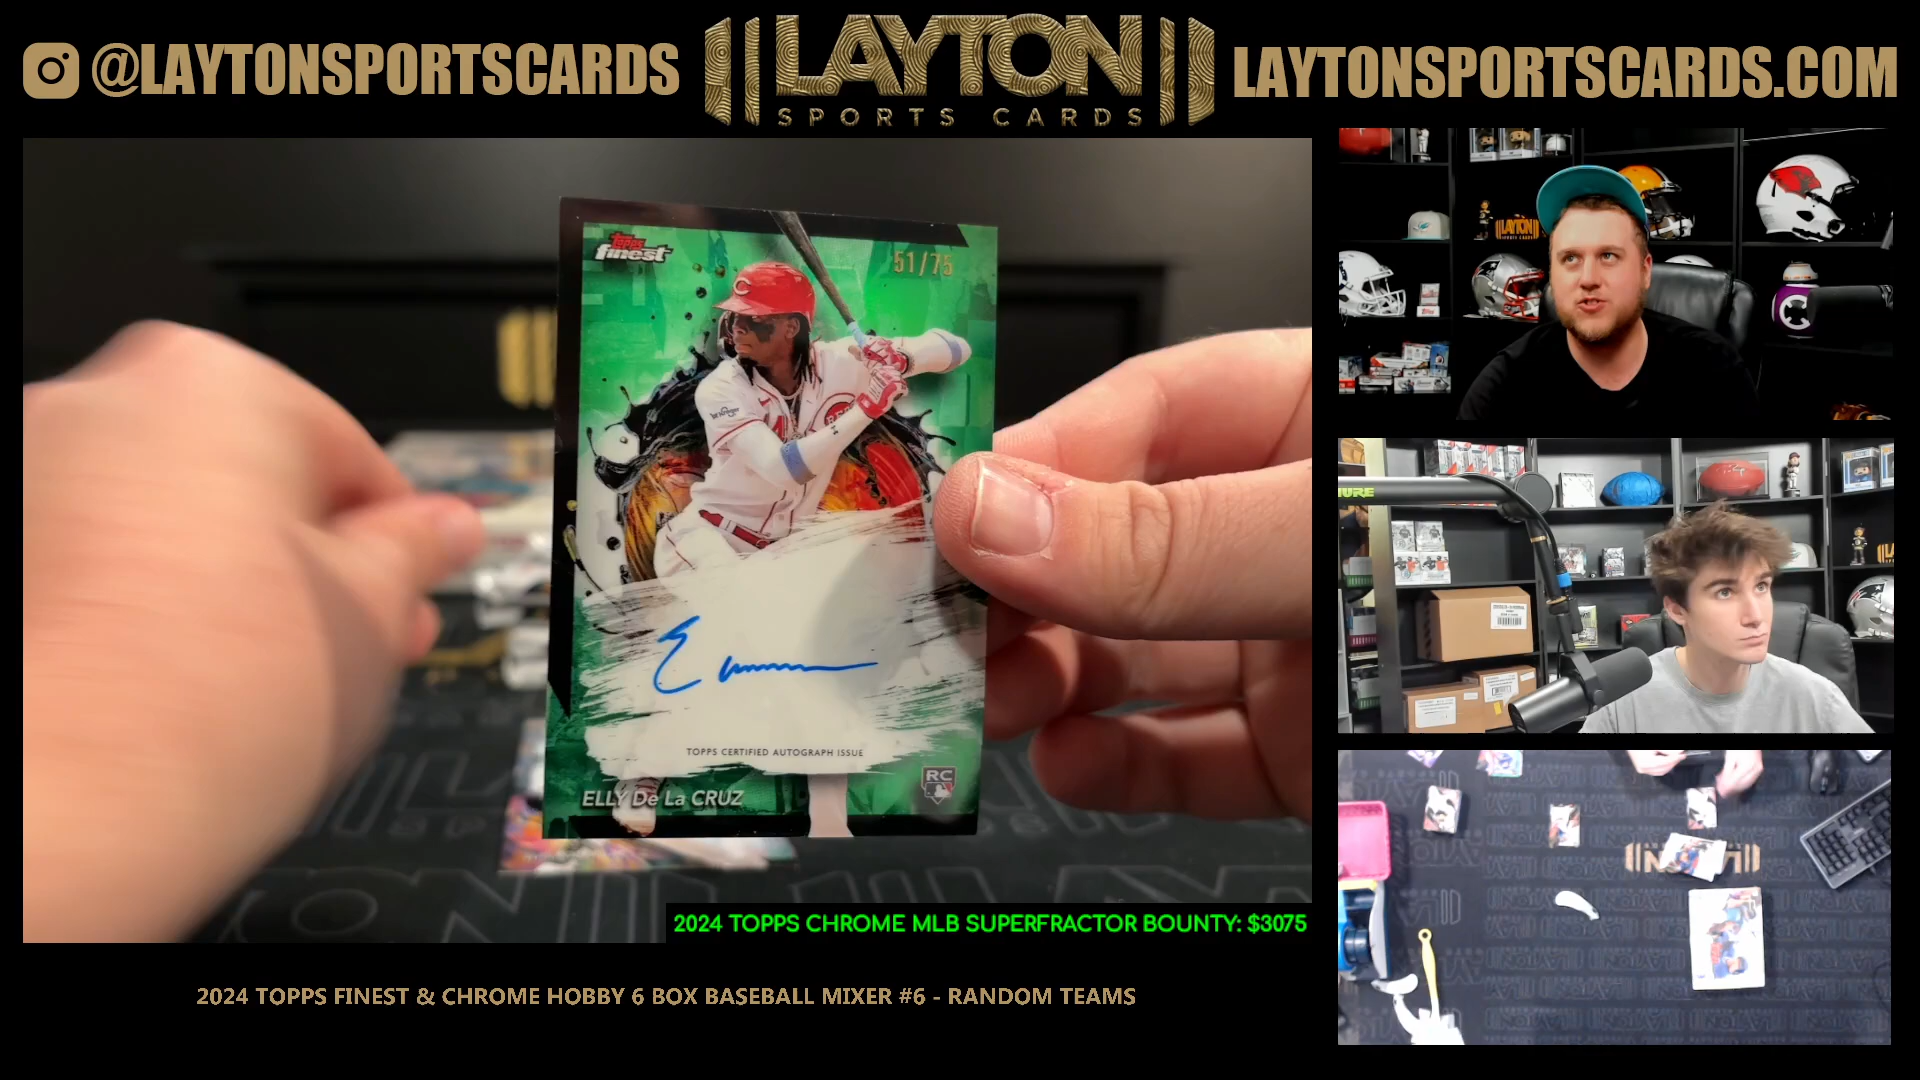 @LAYTONSPORTSCARDS
LAYTON
SPORTS CARDS
LAYTONSPORTSCARDS.COM
TOPPS
finest
51/75
TOPPS CERTIFIED AUTOGRAPH ISSUE
RC
ELLY De La CRUZ
2024 TOPPS CHROME MLB SUPERFRACTOR BOUNTY: $3075
2024 TOPPS FINEST & CHROME HOBBY 6 BOX BASEBALL MIXER #6 - RANDOM TEAMS